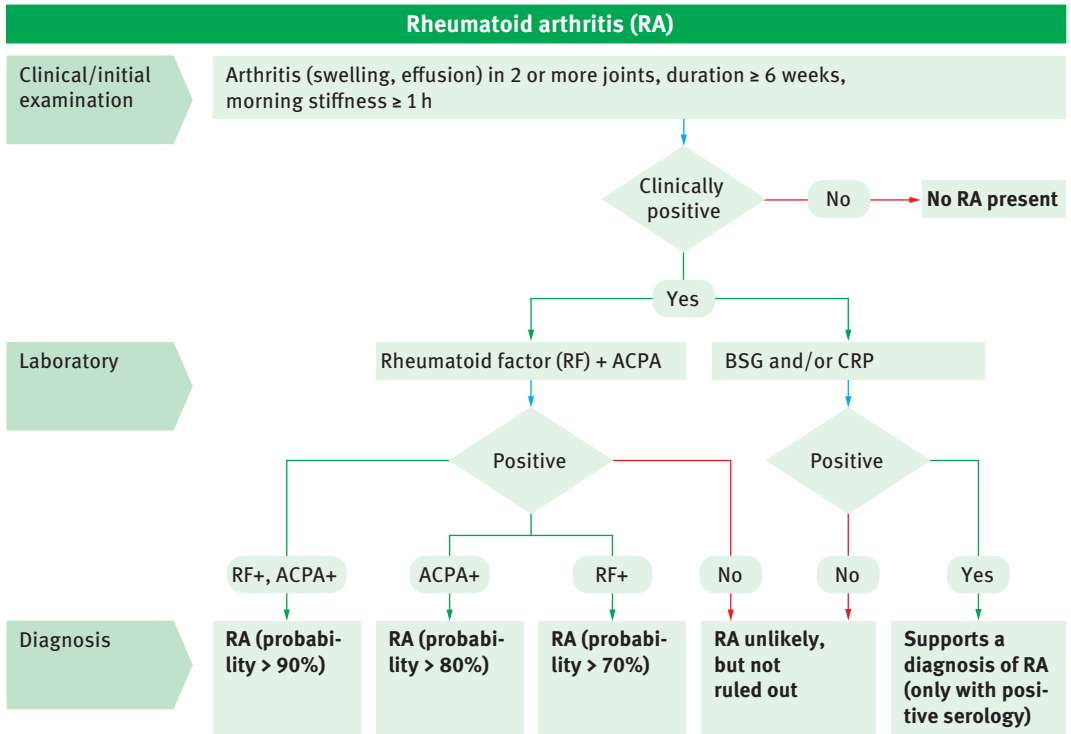 Rheumatoid arthritis (RA)
Clinical/initial
examination
Arthritis (swelling, effusion) in 2 or more joints, duration ≥ 6 weeks,
morning stiffness ≥ 1 h
Clinically
positive
No
No RA present
Yes
Laboratory
Rheumatoid factor (RF) + ACPA
BSG and/or CRP
Positive
Positive
RF+, ACPA+
ACPA+
RF+
No
No
Yes
Diagnosis
RA (probabi-
lity > 90%)
RA (probabi-
lity > 80%)
RA (probabi-
lity > 70%)
RA unlikely,
but not
ruled out
Supports a
diagnosis of RA
(only with posi-
tive serology)